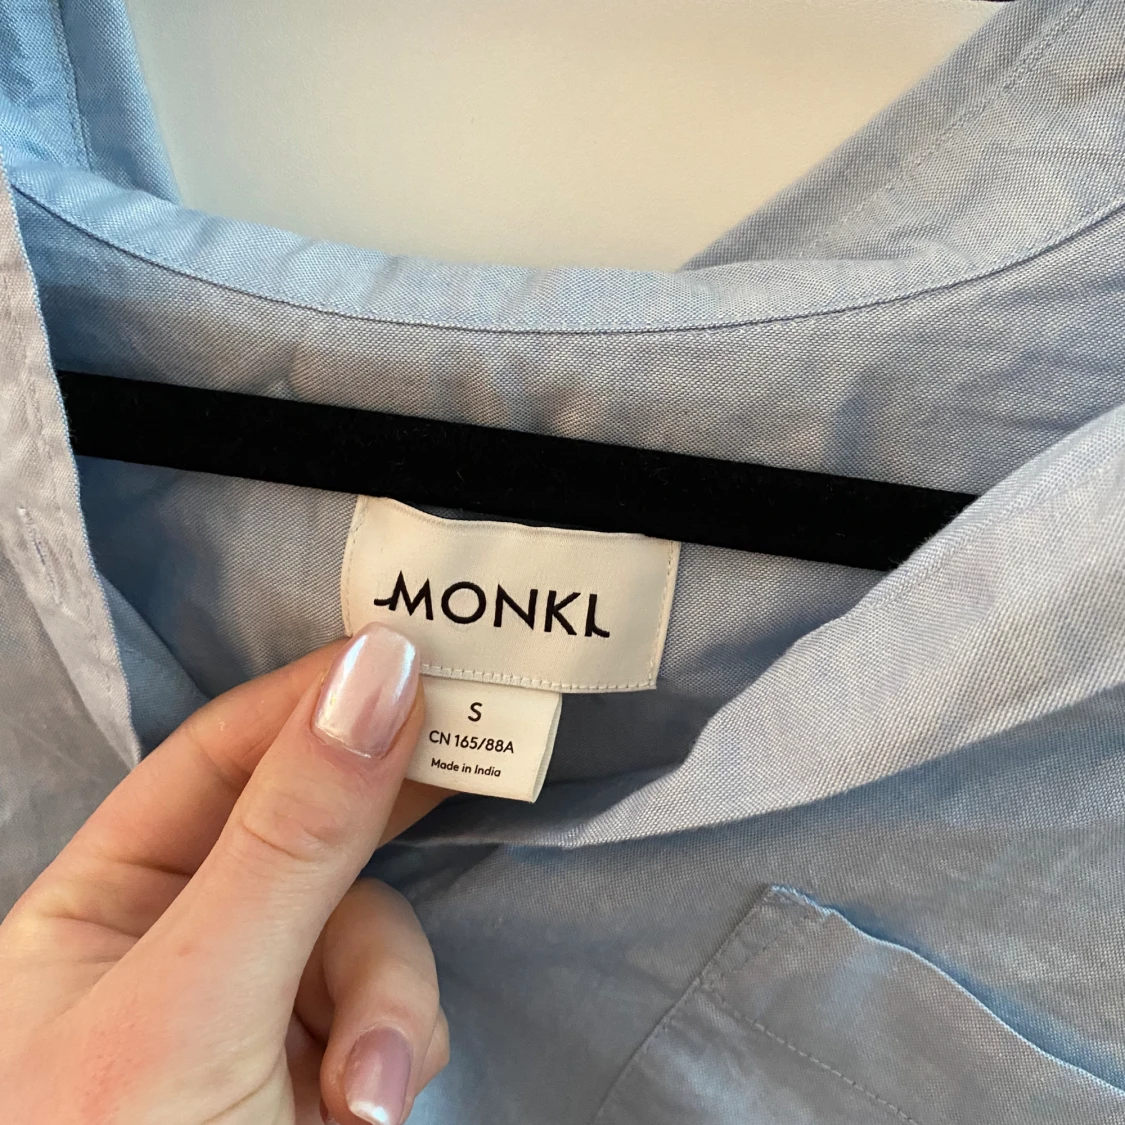 MONKI
S
CN 165/88A
Made in India